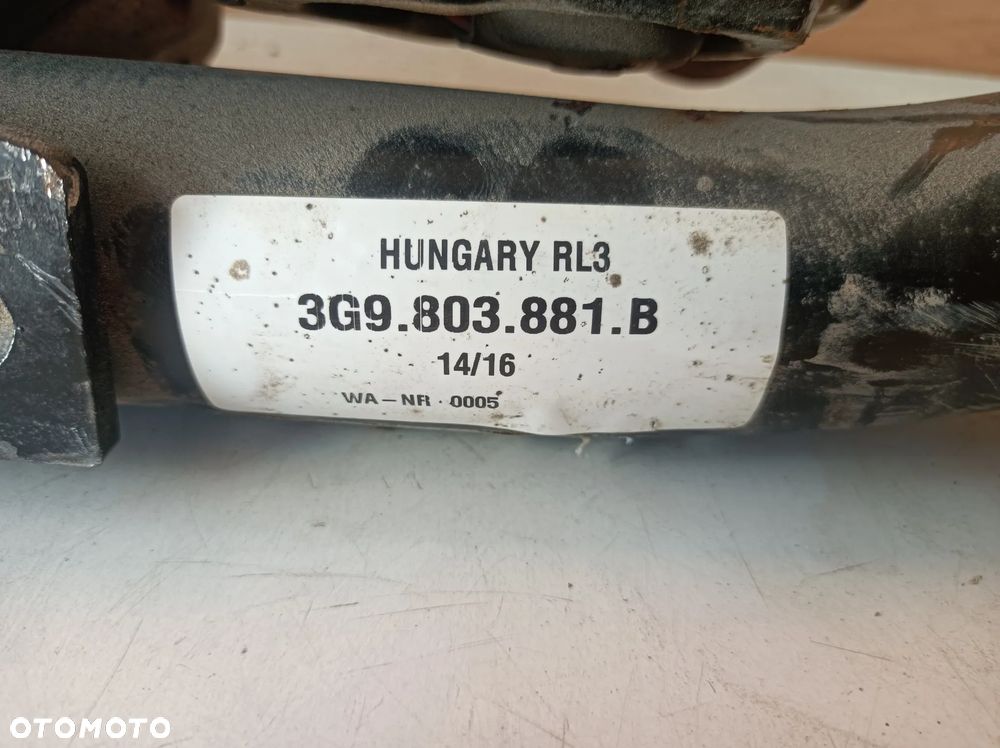 HUNGARY RL3
3G9.803.881.B
14/16
WA-NR · 0005
OTOMOTO